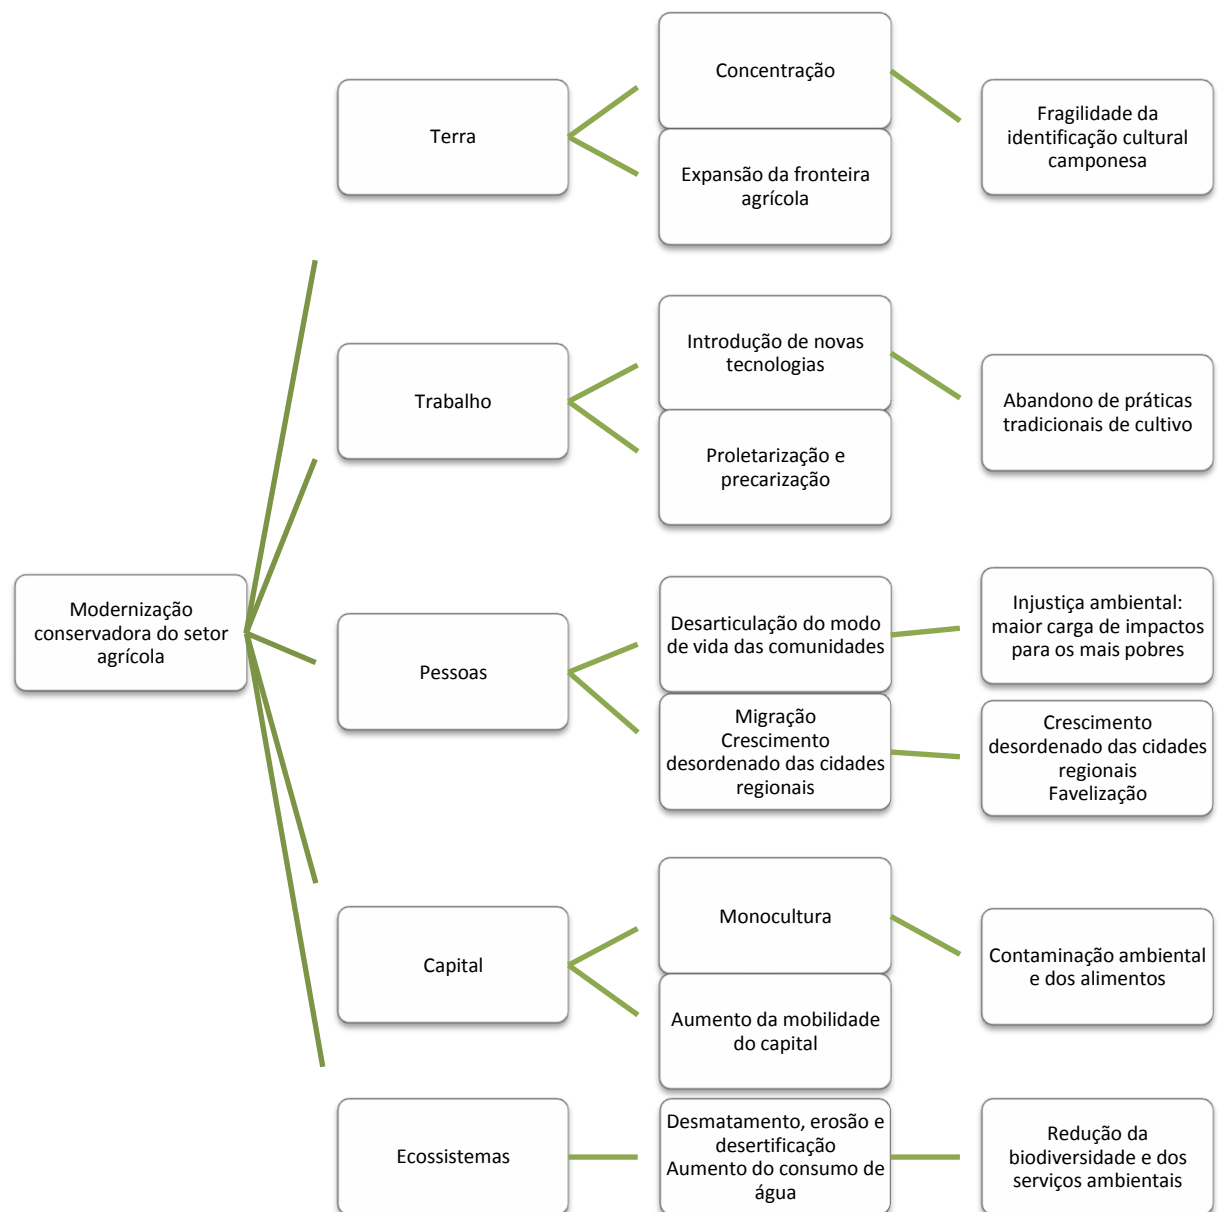 Modernização
conservadora do setor
agrícola
Terra
Concentração
Expansão da fronteira
agrícola
Fragilidade da
identificação cultural
camponesa
Trabalho
Introdução de novas
tecnologias
Proletarização e
precarização
Abandono de práticas
tradicionais de cultivo
Pessoas
Desarticulação do modo
de vida das comunidades
Injustiça ambiental:
maior carga de impactos
para os mais pobres
Migração
Crescimento
desordenado das cidades
regionais
Crescimento
desordenado das cidades
regionais
Favelização
Capital
Monocultura
Aumento da mobilidade
do capital
Contaminação ambiental
e dos alimentos
Ecossistemas
Desmatamento, erosão e
desertificação
Aumento do consumo de
água
Redução da
biodiversidade e dos
serviços ambientais